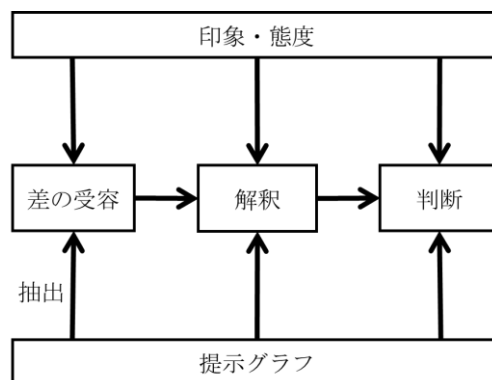 印象・態度
差の受容
解釈
判断
抽出
提示グラフ